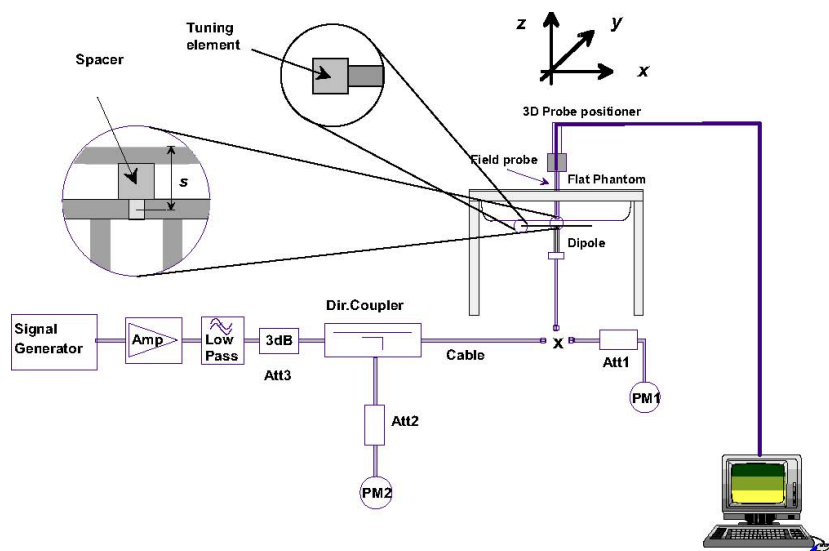 Tuning
element
Spacer
z
y
x
3D Probe positioner
Field probe
Flat Phantom
s
Dipole
Dir.Coupler
Signal
Generator
Amp
Low
Pass
3dB
Att3
Cable
x
Att1
PM1
Att2
PM2